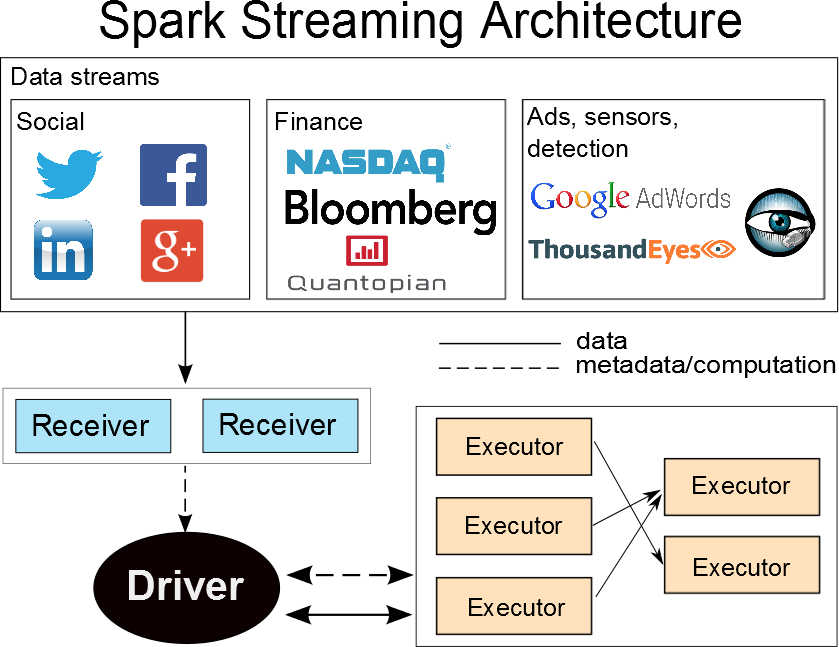 Spark Streaming Architecture
Data streams
Social
f
in
g+
Finance
NASDAQ®
Bloomberg
Quantopian
Ads, sensors,
detection
Google AdWords
ThousandEyes
data
metadata/computation
Receiver
Receiver
Driver
Executor
Executor
Executor
Executor
Executor